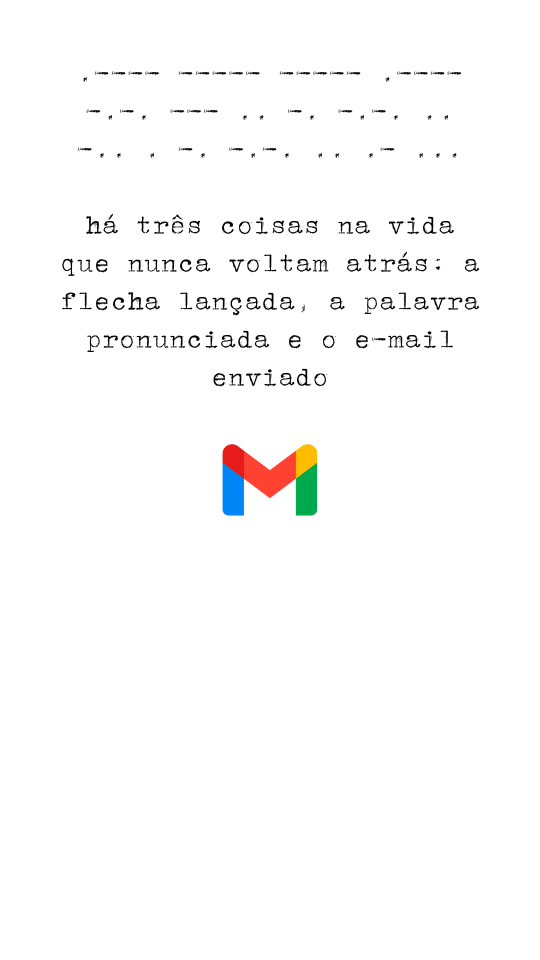 .---- ----- ----- .----
-.-. --- .. -. -.-. ..
-.. . -. -.-. .. .- ...
há três coisas na vida
que nunca voltam atrás: a
flecha lançada, a palavra
pronunciada e o e-mail
enviado